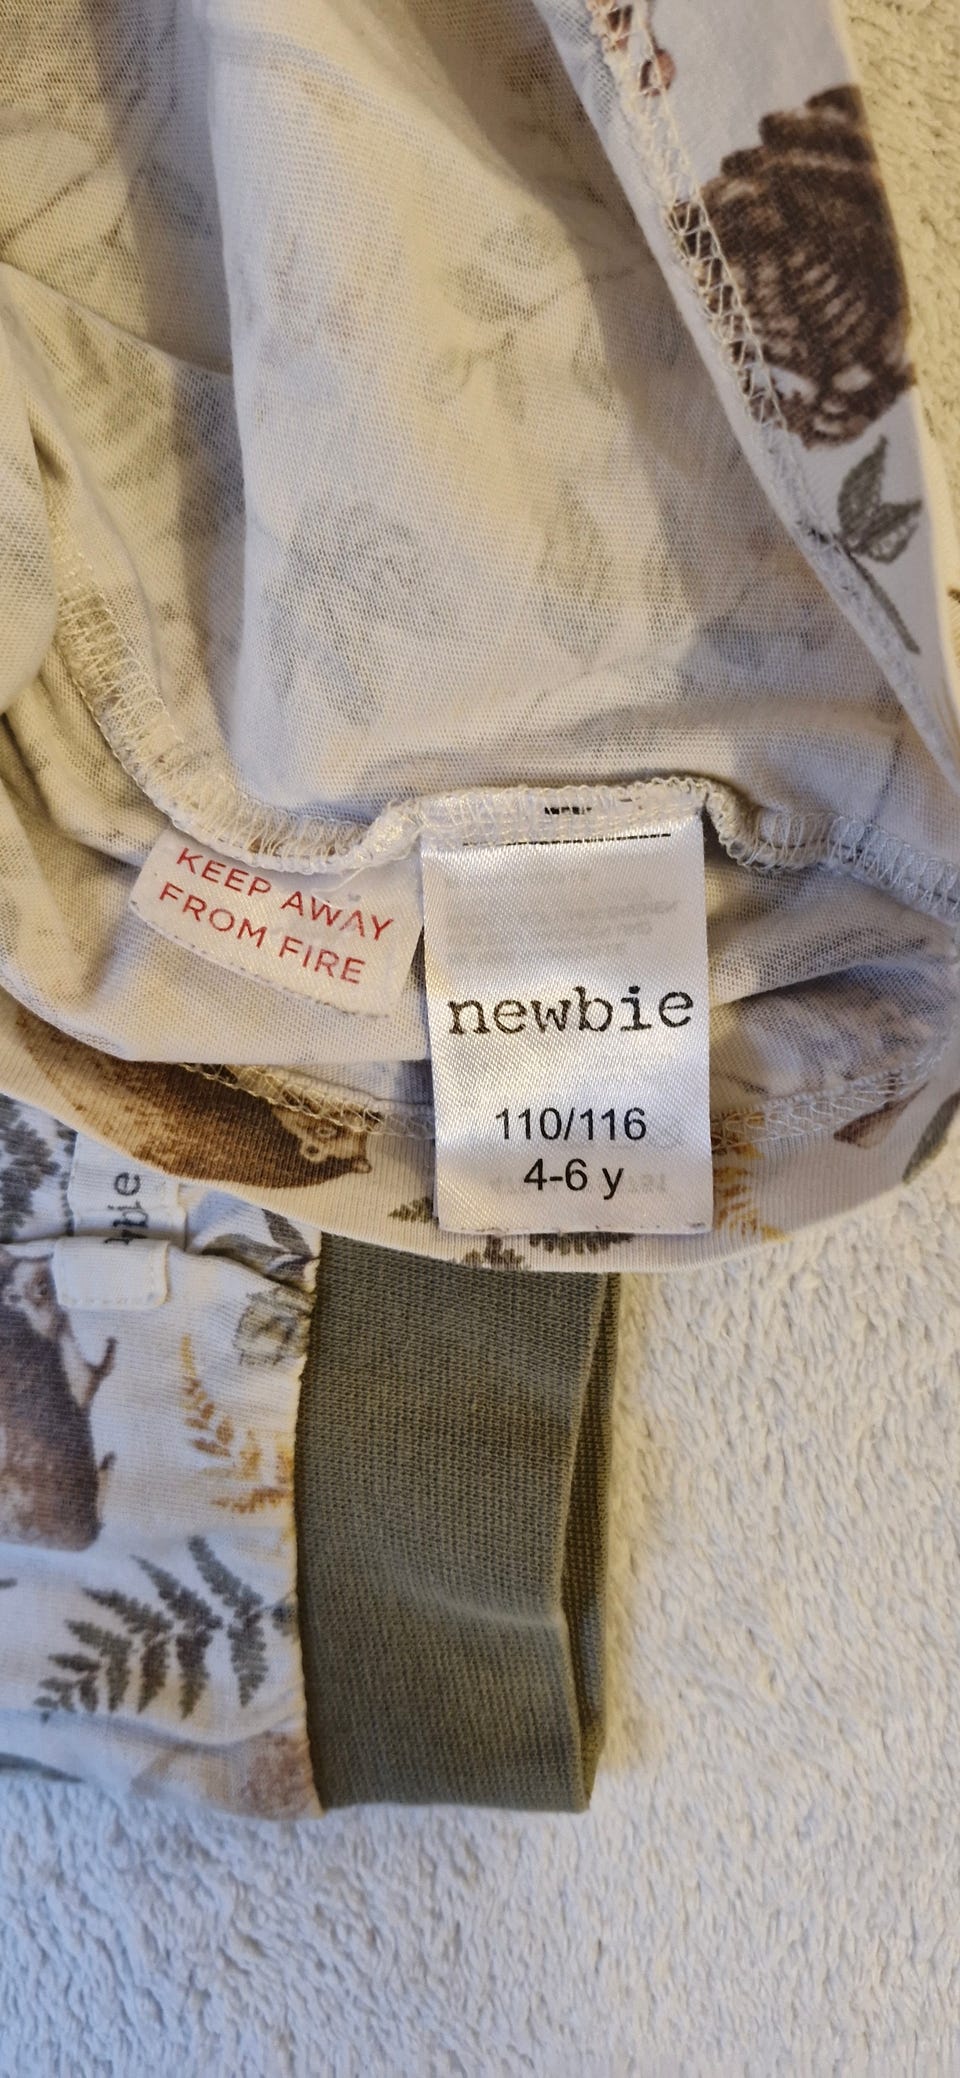 KEEP AWAY
FROM FIRE
newbie
110/116
4-6 y